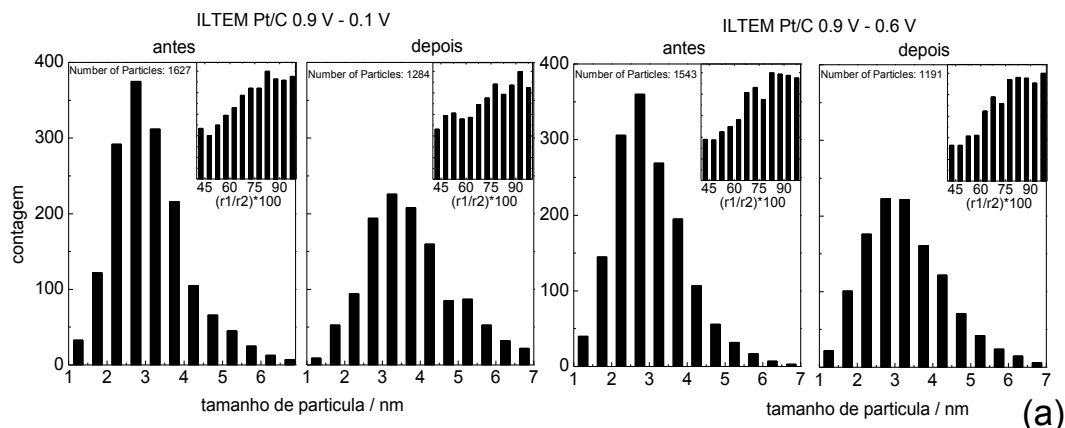 ILTEM Pt/C 0.9 V - 0.1 V
antes
depois
Number of Particles: 1627
45 60 75 90
(r1/r2)*100
Number of Particles: 1284
45 60 75 90
(r1/r2)*100
400
300
200
100
0
contagem
1 2 3 4 5 6
1 2 3 4 5 6 7
tamanho de particula / nm
ILTEM Pt/C 0.9 V - 0.6 V
antes
depois
Number of Particles: 1543
45 60 75 90
(r1/r2)*100
Number of Particles: 1191
45 60 75 90
(r1/r2)*100
400
300
200
100
0
1 2 3 4 5 6
1 2 3 4 5 6 7
tamanho de particula / nm
(a)